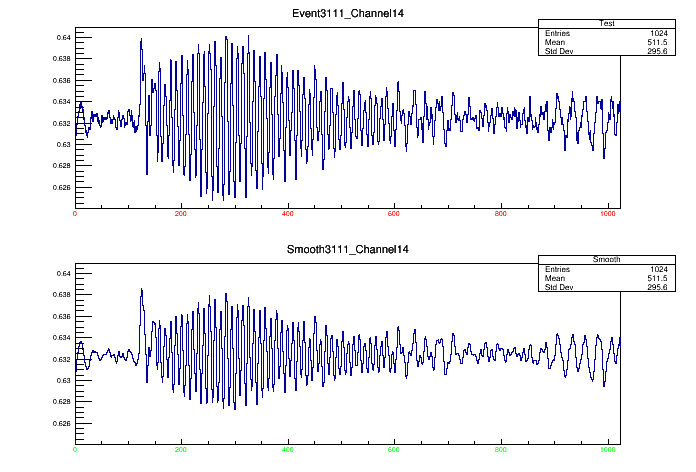 Event3111_Channel14
Test
Entries 1024
Mean 511.5
Std Dev 295.6
0.64
0.638
0.636
0.634
0.632
0.63
0.628
0.626
0 200 400 600 800 1000
Smooth3111_Channel14
Smooth
Entries 1024
Mean 511.5
Std Dev 295.6
0.64
0.638
0.636
0.634
0.632
0.63
0.628
0.626
0 200 400 600 800 1000